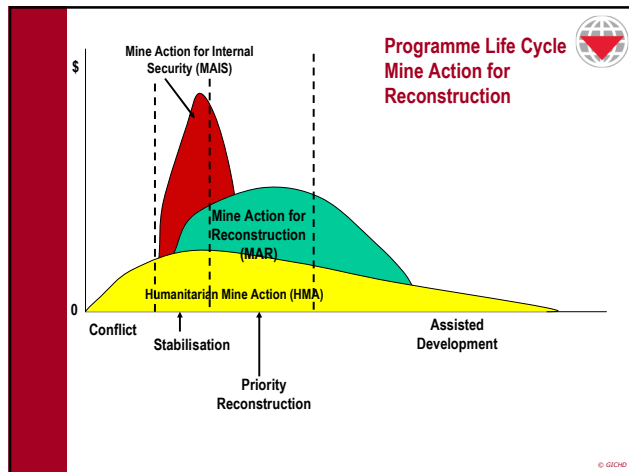 Programme Life Cycle
Mine Action for
Reconstruction
Mine Action for Internal
Security (MAIS)
$
Mine Action for
Reconstruction
(MAR)
Humanitarian Mine Action (HMA)
0
Conflict
Stabilisation
Priority
Reconstruction
Assisted
Development
© GICHD